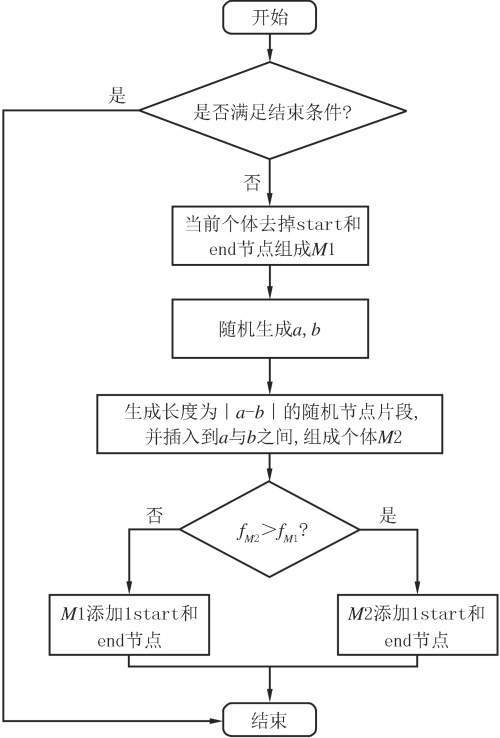 开始
是
是否满足结束条件?
否
当前个体去掉start和
end节点组成M1
随机生成a,b
生成长度为|a-b|的随机节点片段,
并插入到a与b之间,组成个体M2
否
是
fM2>fM1?
M1添加1start和
end节点
M2添加1start和
end节点
结束